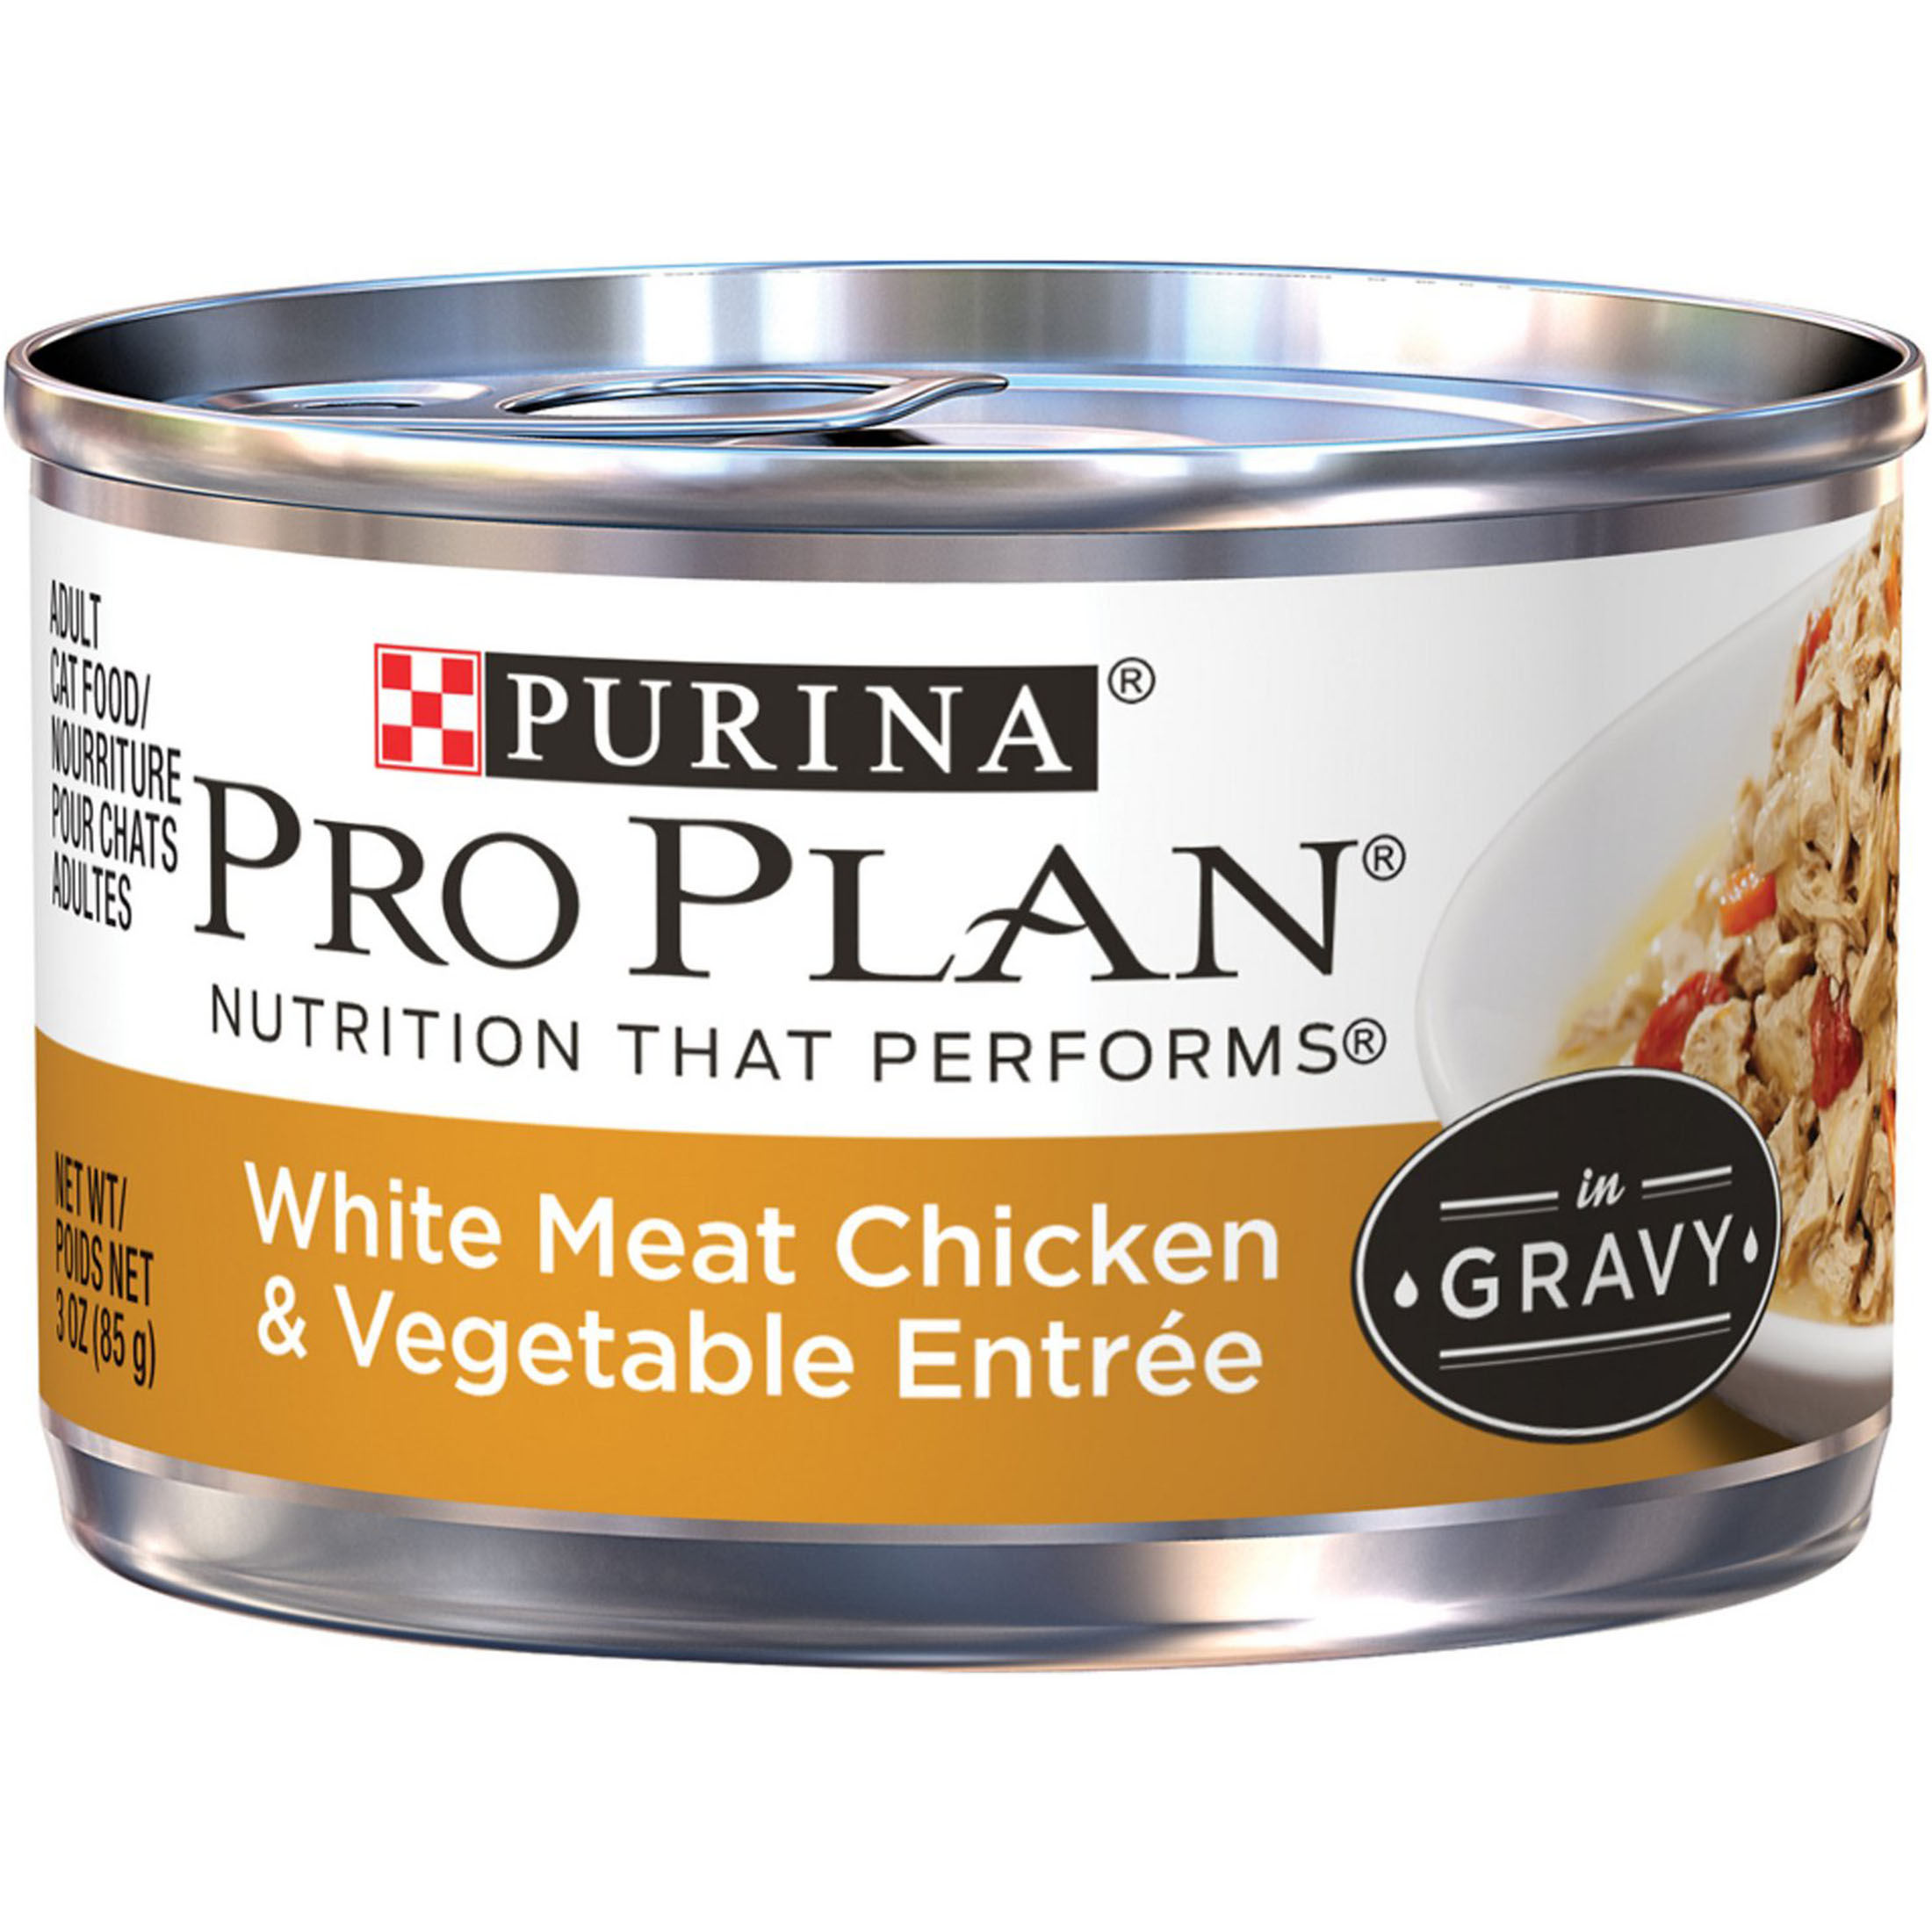 ADULT
CAT FOOD/
NOURRITURE
POUR CHATS
ADULTES
PURINA®
PRO PLAN®
NUTRITION THAT PERFORMS®
NET WT/
POIDS NET
3 OZ (85 g)
White Meat Chicken
& Vegetable Entrée
in
GRAVY